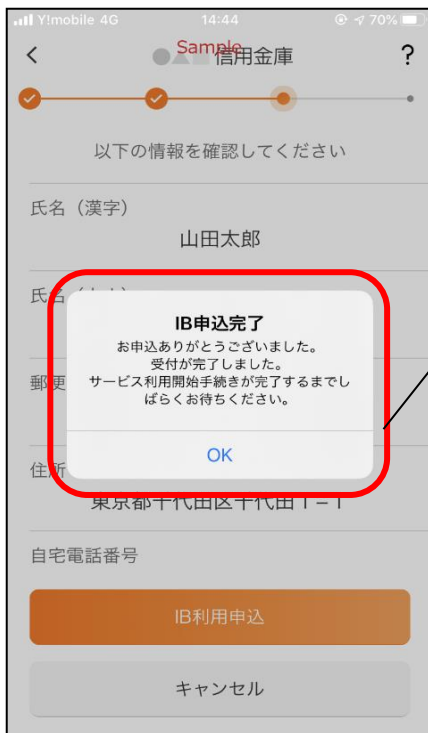 Y!mobile 4G 14:44 70%
●▲■信用金庫 ?
Sample
以下の情報を確認してください
氏名（漢字）
山田太郎
氏名
IB申込完了
お申込ありがとうございました。
受付が完了しました。
サービス利用開始手続きが完了するまでし
ばらくお待ちください。
郵便
OK
住所
東京都千代田区千代田1－1
自宅電話番号
IB利用申込
キャンセル